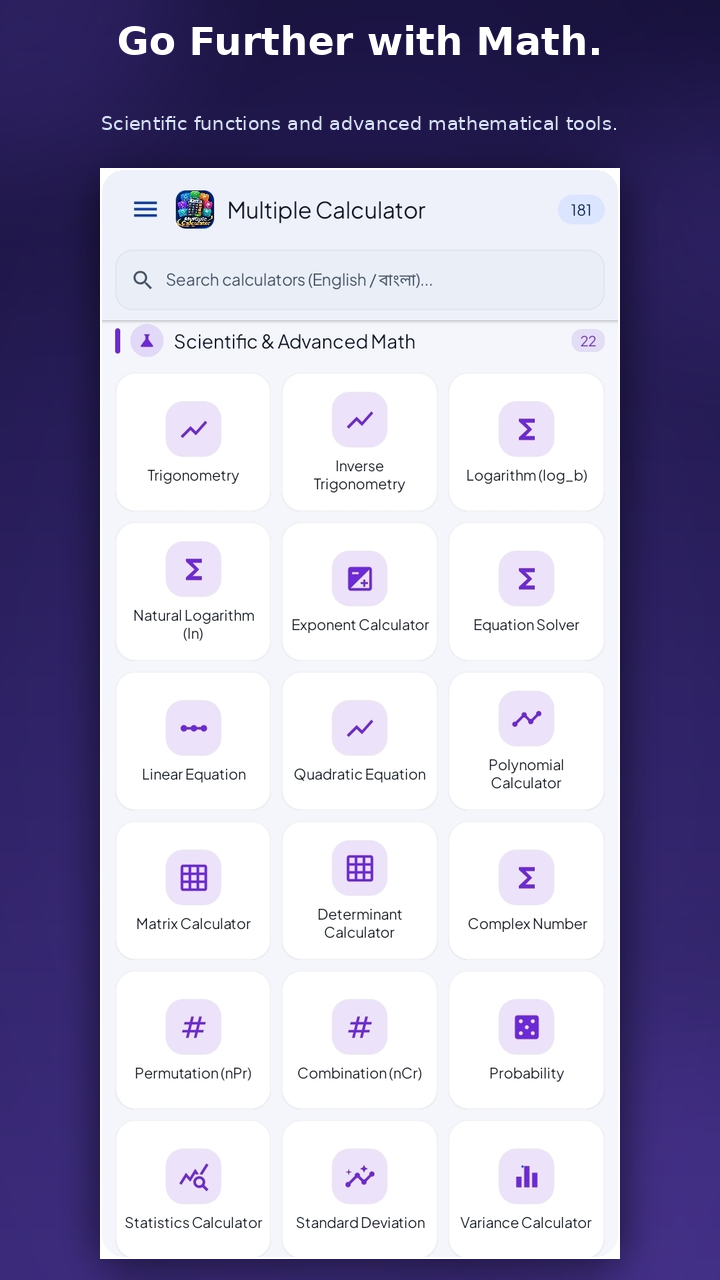 Go Further with Math.
Scientific functions and advanced mathematical tools.
Multiple Calculator
181
Search calculators (English / বাংলা)...
Scientific & Advanced Math
22
Trigonometry
Inverse
Trigonometry
Logarithm (log_b)
Natural Logarithm
(ln)
Exponent Calculator
Equation Solver
Linear Equation
Quadratic Equation
Polynomial
Calculator
Matrix Calculator
Determinant
Calculator
Complex Number
Permutation (nPr)
Combination (nCr)
Probability
Statistics Calculator
Standard Deviation
Variance Calculator